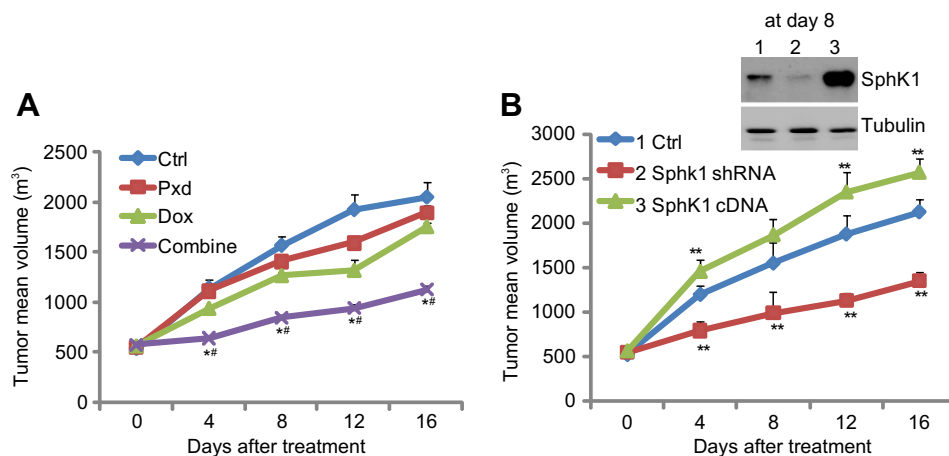 A
Tumor mean volume (m³)
2500
2000
1500
1000
500
0
Ctrl
Pxd
Dox
Combine
*#
*#
*#
*#
0 4 8 12 16
Days after treatment
B
at day 8
1 2 3
SphK1
Tubulin
Tumor mean volume (m³)
3000
2500
2000
1500
1000
500
0
1 Ctrl
2 Sphk1 shRNA
3 SphK1 cDNA
**
**
**
**
**
**
**
0 4 8 12 16
Days after treatment